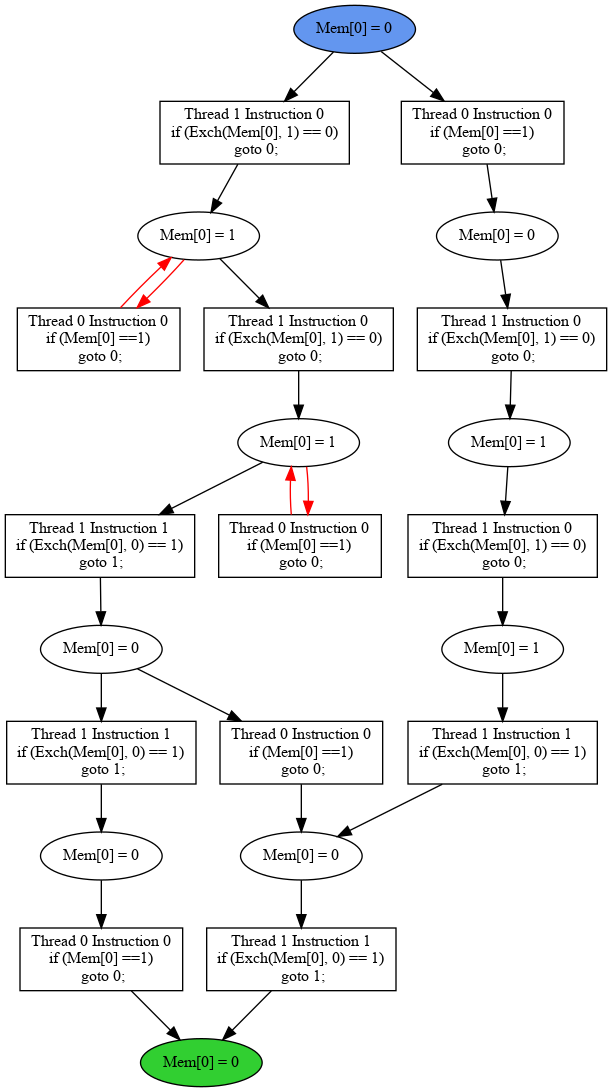 Mem[0] = 0
Thread 1 Instruction 0
if (Exch(Mem[0], 1) == 0)
goto 0;
Thread 0 Instruction 0
if (Mem[0] ==1)
goto 0;
Mem[0] = 1
Mem[0] = 0
Thread 0 Instruction 0
if (Mem[0] ==1)
goto 0;
Thread 1 Instruction 0
if (Exch(Mem[0], 1) == 0)
goto 0;
Thread 1 Instruction 0
if (Exch(Mem[0], 1) == 0)
goto 0;
Mem[0] = 1
Mem[0] = 1
Thread 1 Instruction 1
if (Exch(Mem[0], 0) == 1)
goto 1;
Thread 0 Instruction 0
if (Mem[0] ==1)
goto 0;
Thread 1 Instruction 0
if (Exch(Mem[0], 1) == 0)
goto 0;
Mem[0] = 0
Mem[0] = 1
Thread 1 Instruction 1
if (Exch(Mem[0], 0) == 1)
goto 1;
Thread 0 Instruction 0
if (Mem[0] ==1)
goto 0;
Thread 1 Instruction 1
if (Exch(Mem[0], 0) == 1)
goto 1;
Mem[0] = 0
Mem[0] = 0
Thread 0 Instruction 0
if (Mem[0] ==1)
goto 0;
Thread 1 Instruction 1
if (Exch(Mem[0], 0) == 1)
goto 1;
Mem[0] = 0